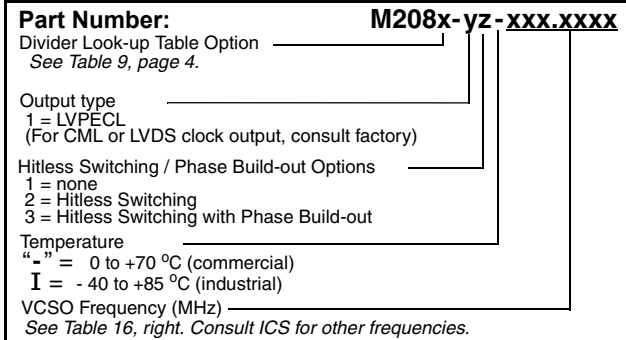 Part Number: M208x-yz-xxx.xxxx
Divider Look-up Table Option
See Table 9, page 4.
Output type
1 = LVPECL
(For CML or LVDS clock output, consult factory)
Hitless Switching / Phase Build-out Options
1 = none
2 = Hitless Switching
3 = Hitless Switching with Phase Build-out
Temperature
“-” = 0 to +70 ºC (commercial)
I = - 40 to +85 ºC (industrial)
VCSO Frequency (MHz)
See Table 16, right. Consult ICS for other frequencies.